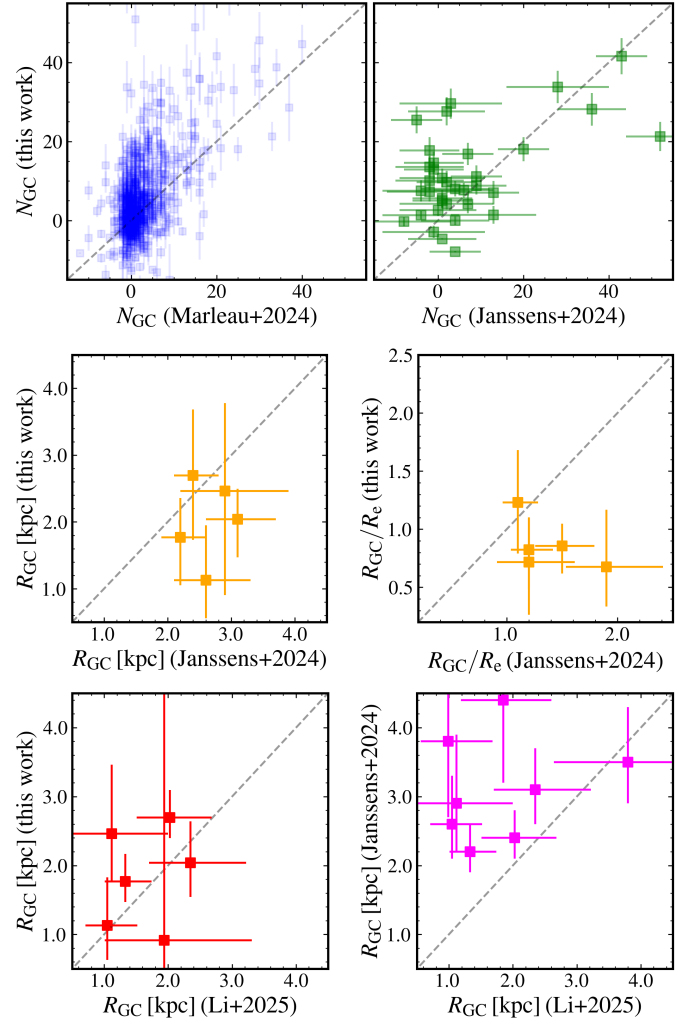 40
20
0
N_GC (this work)
0 20 40
0 20 40
N_GC (Marleau+2024)
N_GC (Janssens+2024)
4.0
3.0
2.0
1.0
R_GC [kpc] (this work)
1.0 2.0 3.0 4.0
R_GC [kpc] (Janssens+2024)
2.5
2.0
1.5
1.0
0.5
R_GC/R_e (this work)
1.0 2.0
R_GC/R_e (Janssens+2024)
4.0
3.0
2.0
1.0
R_GC [kpc] (this work)
1.0 2.0 3.0 4.0
R_GC [kpc] (Li+2025)
4.0
3.0
2.0
1.0
R_GC [kpc] (Janssens+2024)
1.0 2.0 3.0 4.0
R_GC [kpc] (Li+2025)